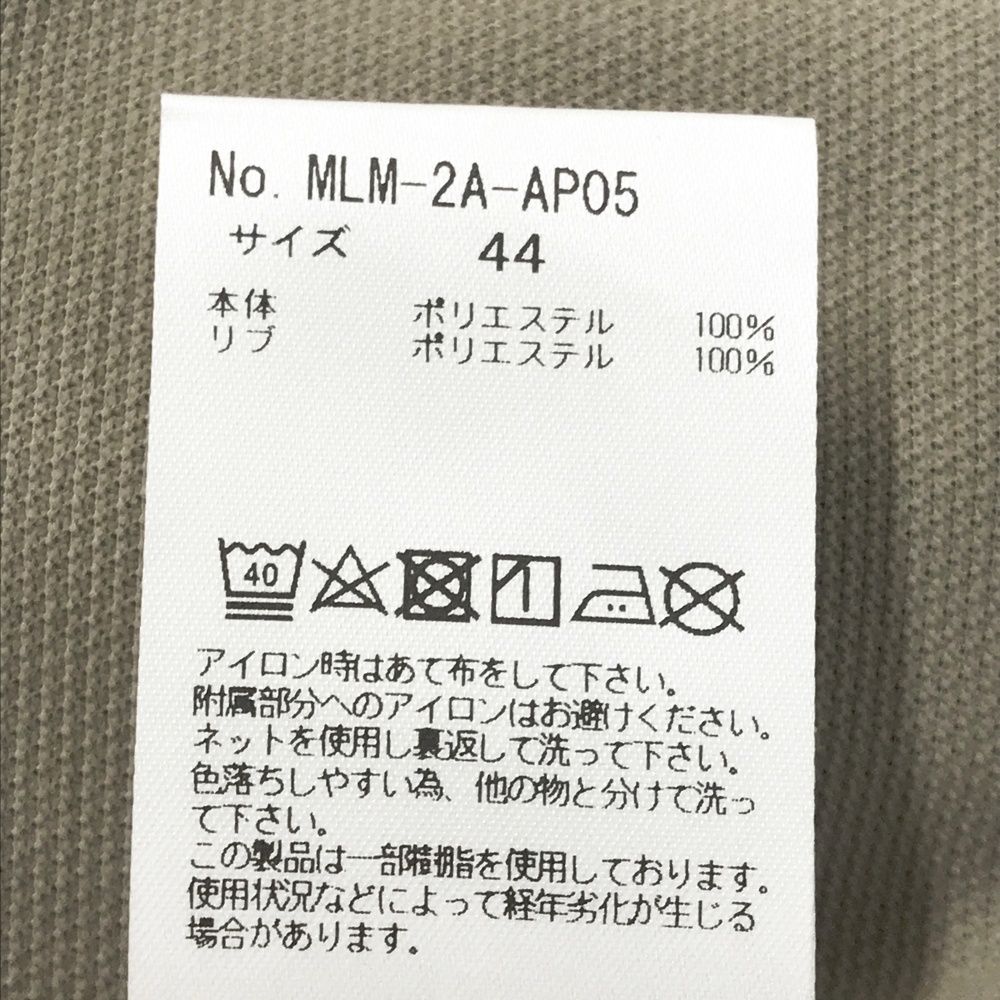 No. MLM-2A-AP05
サイズ 44
本体 ポリエステル 100%
リブ ポリエステル 100%
40
アイロン時はあて布をして下さい。
附属部分へのアイロンはお避けください。
ネットを使用し裏返して洗って下さい。
色落ちしやすい為、他の物と分けて洗っ
て下さい。
この製品は一部樹脂を使用しております。
使用状況などによって経年劣化が生じる
場合があります。